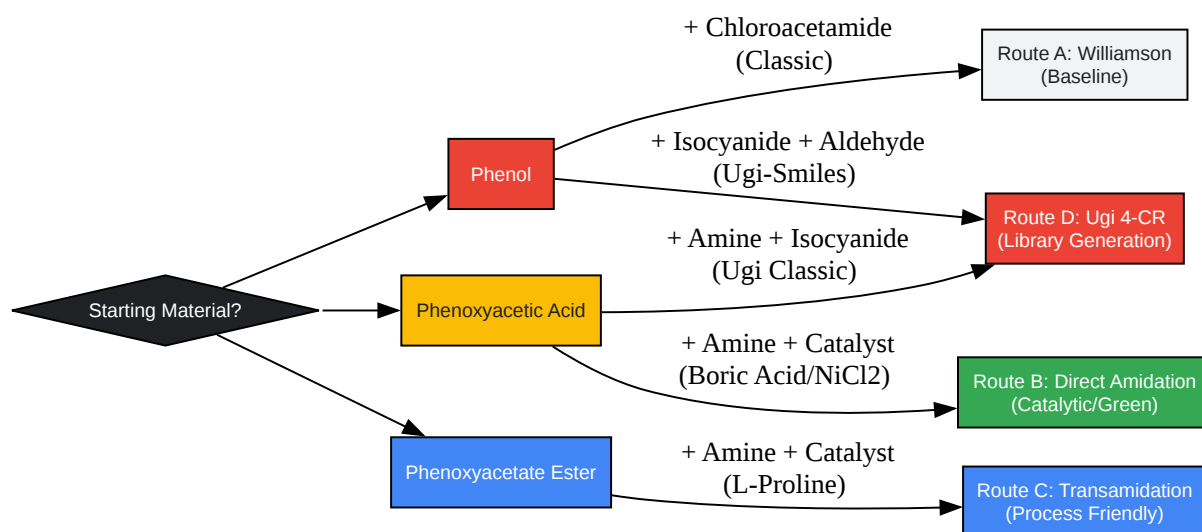 + Chloroacetamide
(Classic)
Route A: Williamson
(Baseline)
+ Isocyanide + Aldehyde
(Ugi-Smiles)
Phenol
Route D: Ugi 4-CR
(Library Generation)
+ Amine + Isocyanide
(Ugi Classic)
Starting Material?
Phenoxyacetic Acid
+ Amine + Catalyst
(Boric Acid/NiCl2)
Route B: Direct Amidation
(Catalytic/Green)
Phenoxyacetate Ester
+ Amine + Catalyst
(L-Proline)
Route C: Transamidation
(Process Friendly)